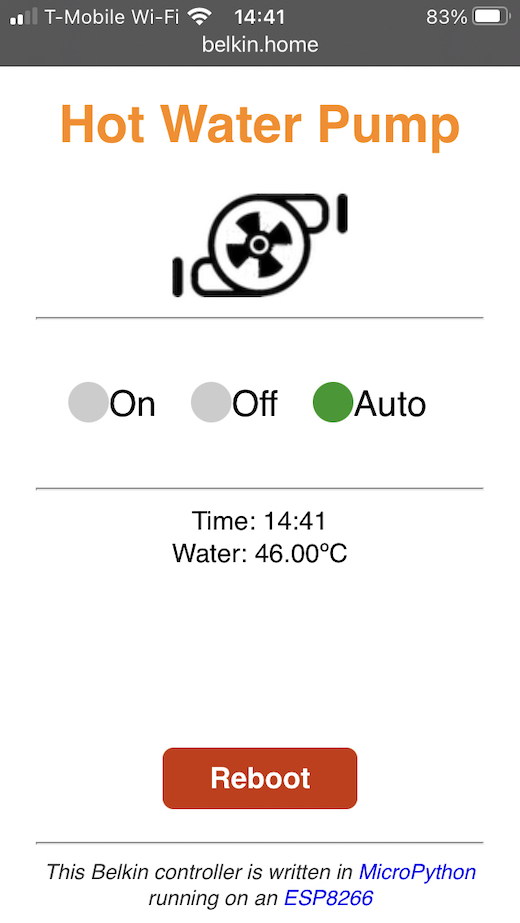 T-Mobile Wi-Fi 14:41 83%
belkin.home
Hot Water Pump
On Off Auto
Time: 14:41
Water: 46.00ºC
Reboot
This Belkin controller is written in MicroPython
running on an ESP8266